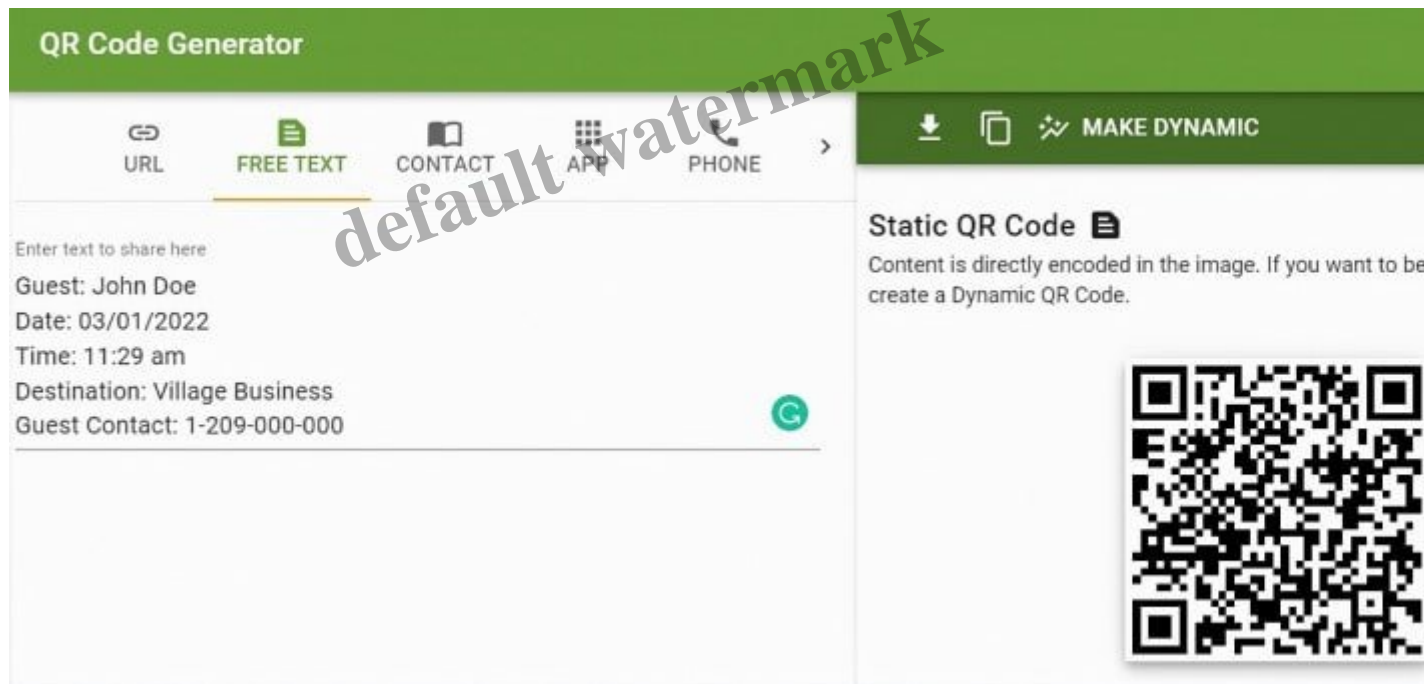 QR Code Generator
URL
FREE TEXT
CONTACT
APP
PHONE
MAKE DYNAMIC
default watermark
Enter text to share here
Guest: John Doe
Date: 03/01/2022
Time: 11:29 am
Destination: Village Business
Guest Contact: 1-209-000-000
Static QR Code
Content is directly encoded in the image. If you want to be
create a Dynamic QR Code.